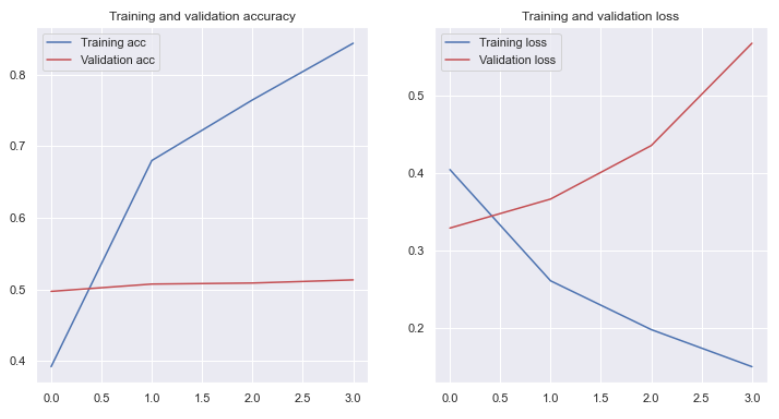 Training and validation accuracy
Training acc
Validation acc
0.8
0.7
0.6
0.5
0.4
0.0 0.5 1.0 1.5 2.0 2.5 3.0
Training and validation loss
Training loss
Validation loss
0.5
0.4
0.3
0.2
0.0 0.5 1.0 1.5 2.0 2.5 3.0